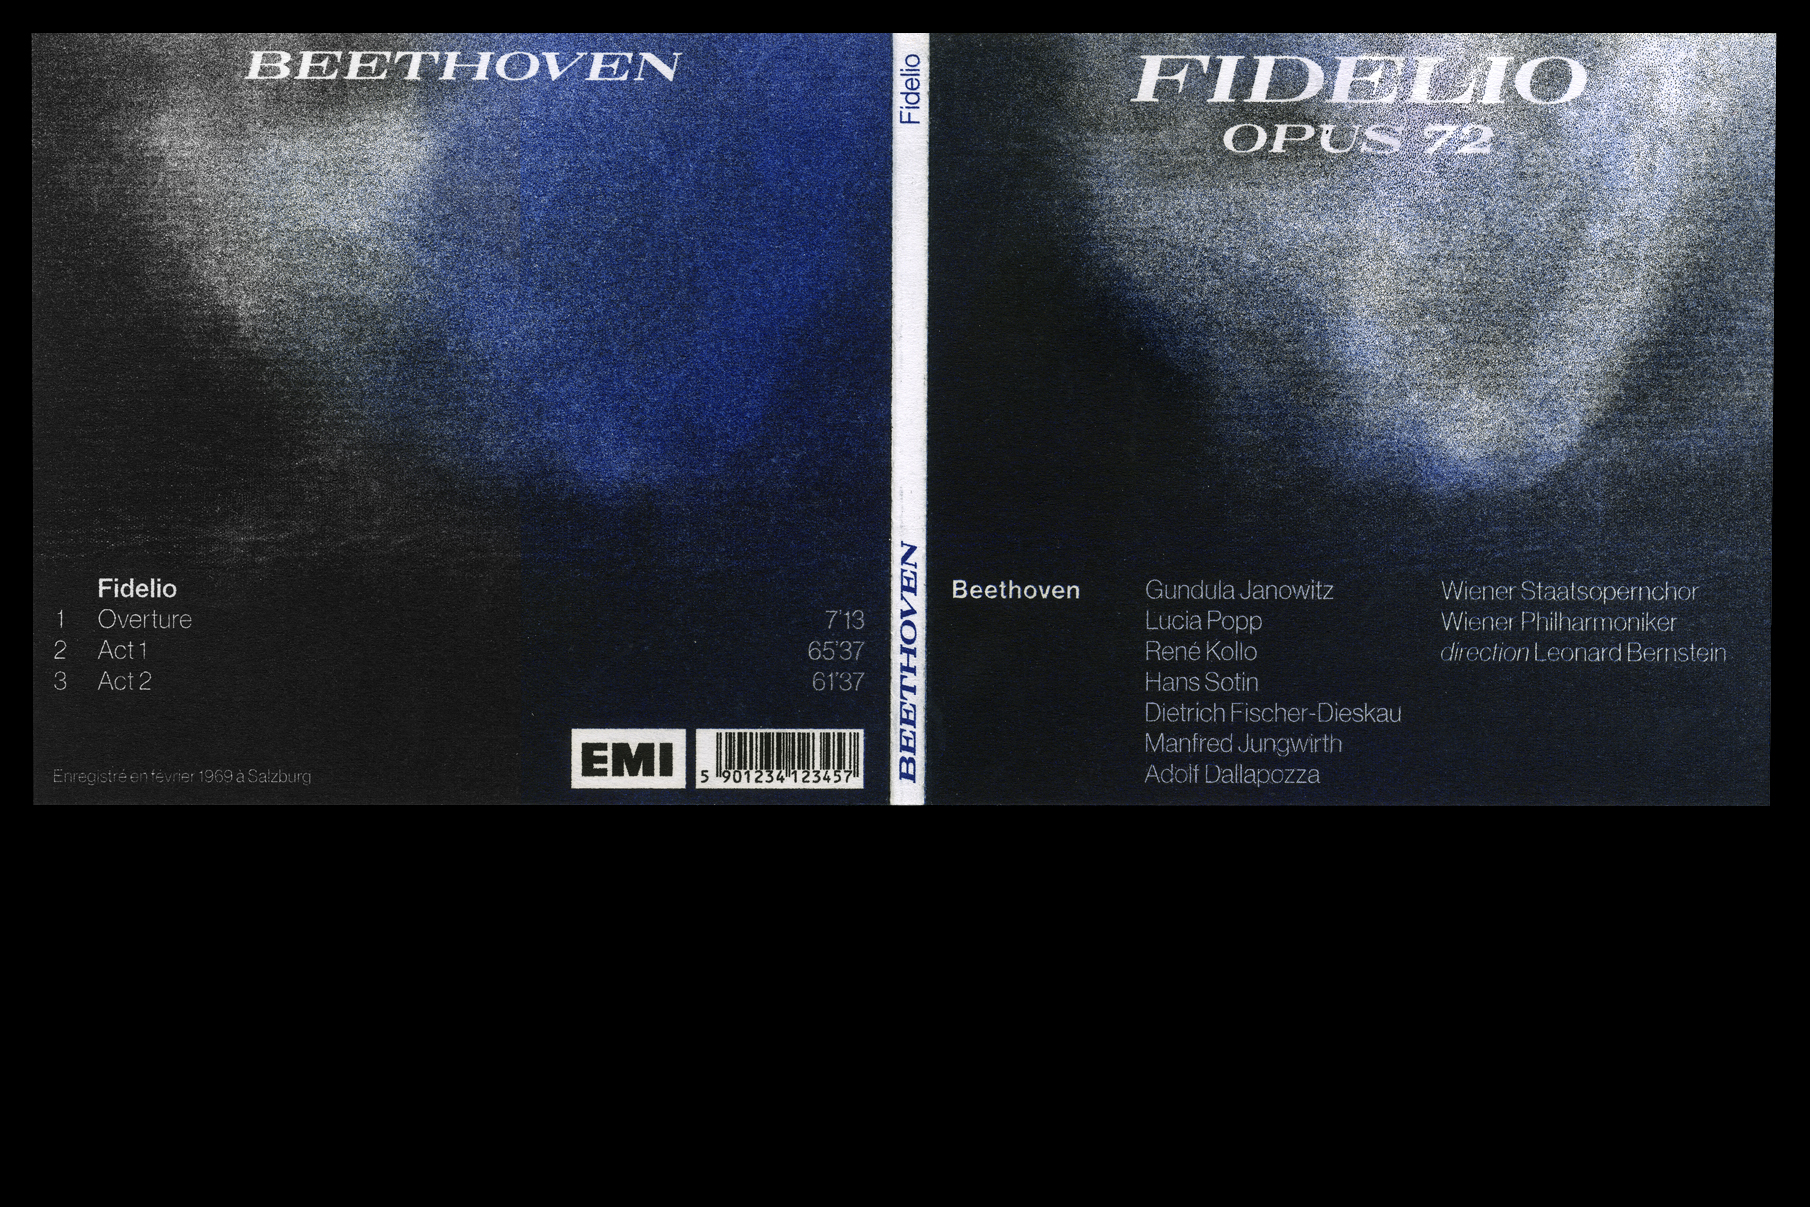 BEETHOVEN
Fidelio
1 Overture 7'13
2 Act 1 65'37
3 Act 2 61'37
Enregistré en février 1969 à Salzburg
EMI
5 901234 123457
Fidelio
BEETHOVEN
FIDELIO
OPUS 72
Beethoven
Gundula Janowitz
Lucia Popp
René Kollo
Hans Sotin
Dietrich Fischer-Dieskau
Manfred Jungwirth
Adolf Dallapozza
Wiener Staatsopernchor
Wiener Philharmoniker
direction Leonard Bernstein